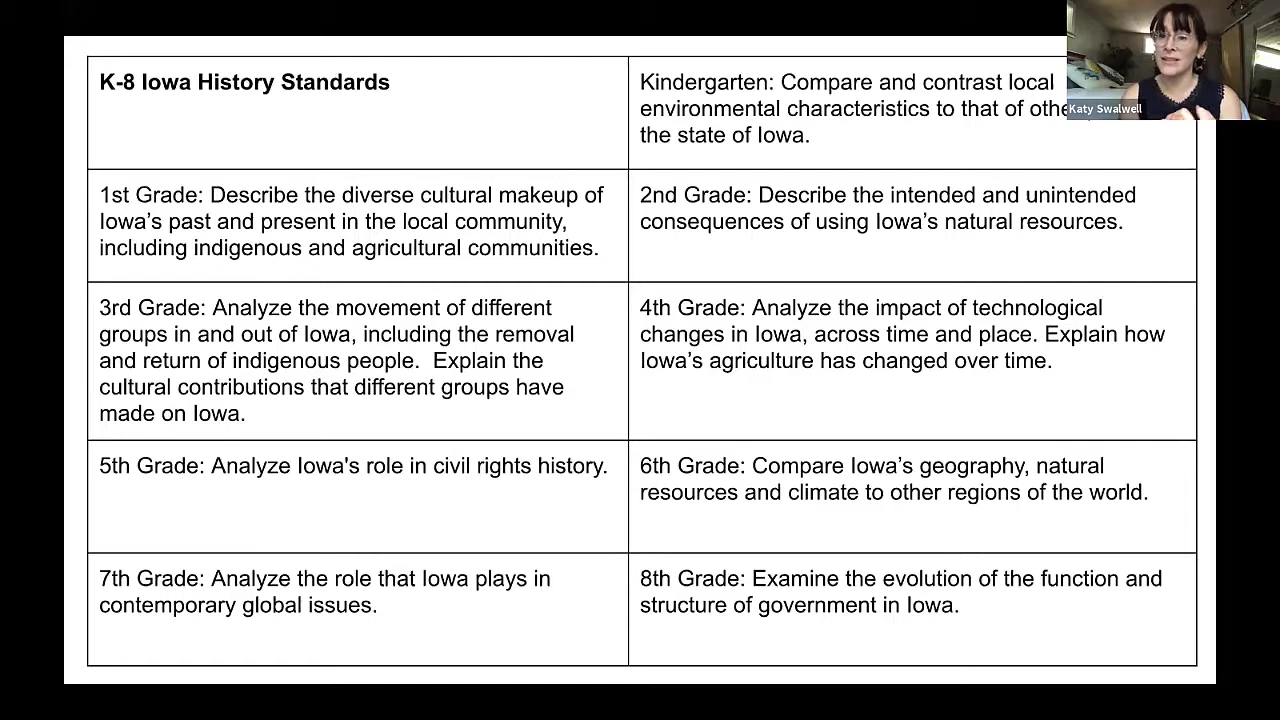 K-8 Iowa History Standards
Kindergarten: Compare and contrast local
environmental characteristics to that of
the state of Iowa.
Katy Swalwell
1st Grade: Describe the diverse cultural makeup of
Iowa’s past and present in the local community,
including indigenous and agricultural communities.
2nd Grade: Describe the intended and unintended
consequences of using Iowa’s natural resources.
3rd Grade: Analyze the movement of different
groups in and out of Iowa, including the removal
and return of indigenous people.  Explain the
cultural contributions that different groups have
made on Iowa.
4th Grade: Analyze the impact of technological
changes in Iowa, across time and place. Explain how
Iowa’s agriculture has changed over time.
5th Grade: Analyze Iowa's role in civil rights history.
6th Grade: Compare Iowa’s geography, natural
resources and climate to other regions of the world.
7th Grade: Analyze the role that Iowa plays in
contemporary global issues.
8th Grade: Examine the evolution of the function and
structure of government in Iowa.